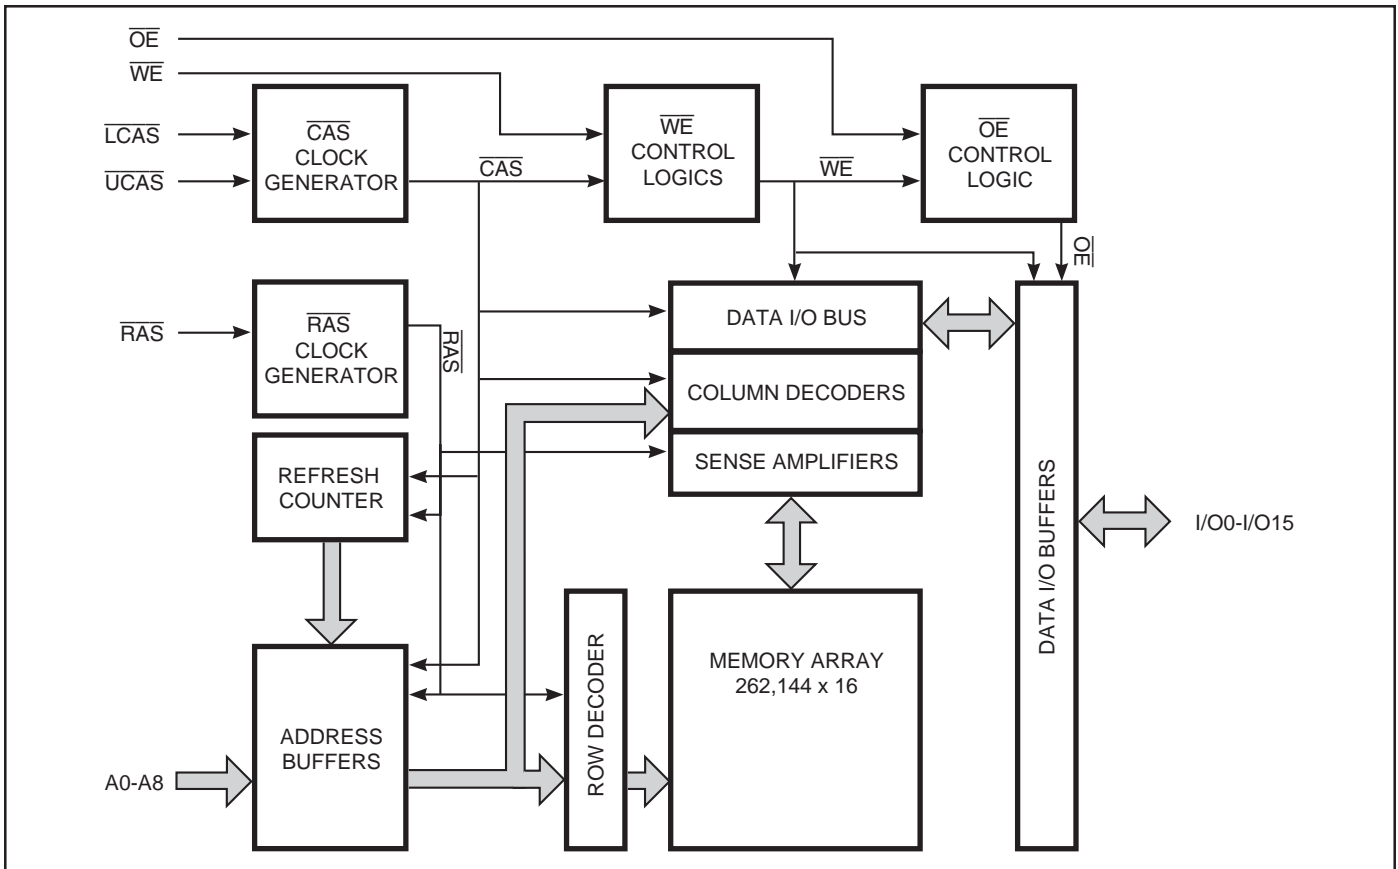 OE
WE
LCAS
UCAS
CAS
CLOCK
GENERATOR
CAS
WE
CONTROL
LOGICS
WE
OE
CONTROL
LOGIC
OE
RAS
RAS
CLOCK
GENERATOR
RAS
DATA I/O BUS
COLUMN DECODERS
SENSE AMPLIFIERS
REFRESH
COUNTER
DATA I/O BUFFERS
I/O0-I/O15
ROW DECODER
MEMORY ARRAY
262,144 x 16
ADDRESS
BUFFERS
A0-A8